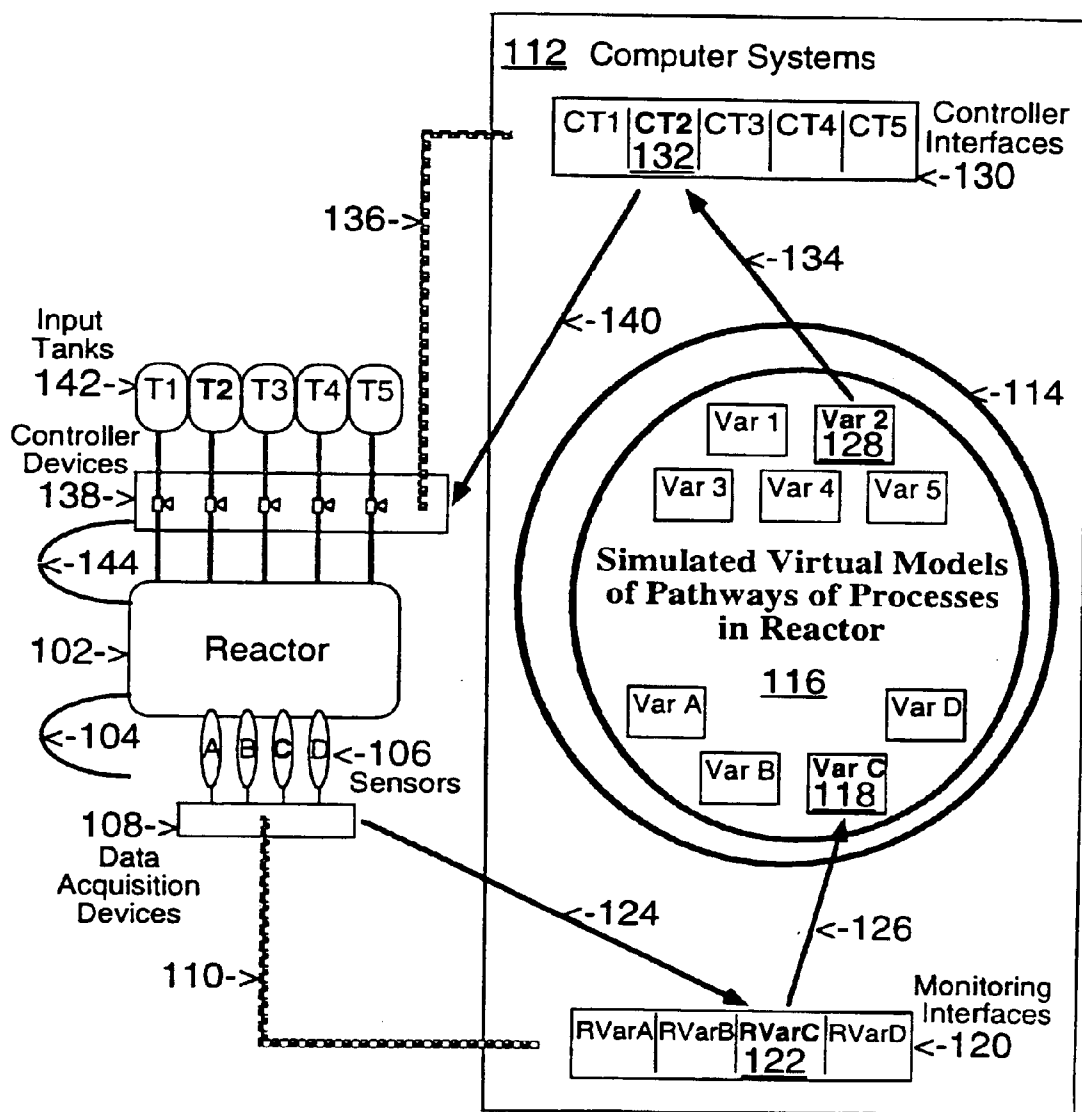 112 Computer Systems
CT1 CT2 CT3 CT4 CT5
132
Controller
Interfaces
<-130
136->
<-134
<-140
Input
Tanks
142->
T1 T2 T3 T4 T5
Controller
Devices
138->
<-144
102->
Reactor
<-104
A B C D
<-106
Sensors
108->
Data
Acquisition
Devices
110->
<-114
Var 1
Var 2
128
Var 3
Var 4
Var 5
Simulated Virtual Models
of Pathways of Processes
in Reactor
116
Var A
Var D
Var B
Var C
118
<-124
<-126
Monitoring
Interfaces
RVarA RVarB RVarC RVarD
122
<-120